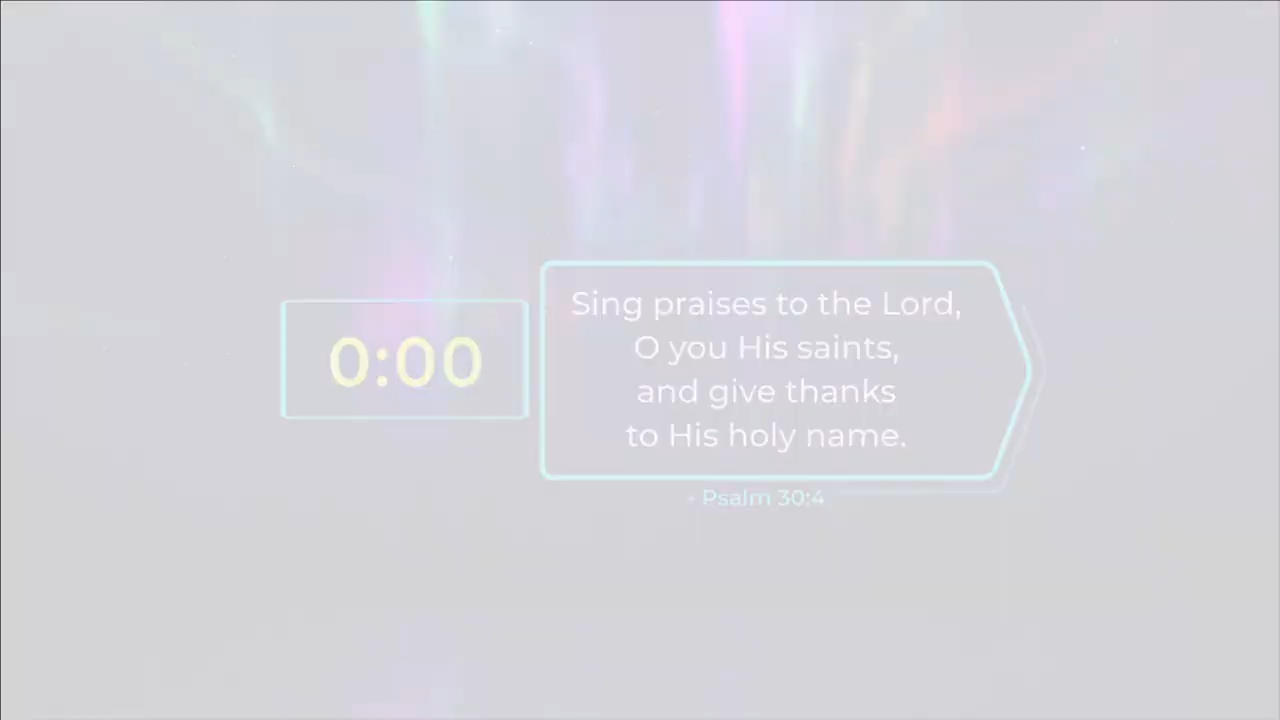 0:00
Sing praises to the Lord,
O you His saints,
and give thanks
to His holy name.
- Psalm 30:4